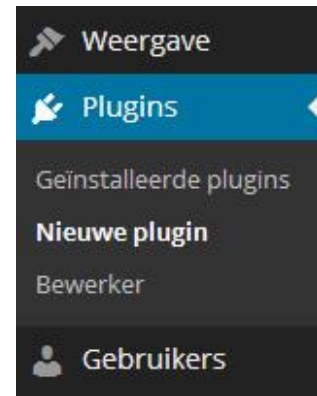 Weergave
Plugins
Geïnstalleerde plugins
Nieuwe plugin
Bewerker
Gebruikers